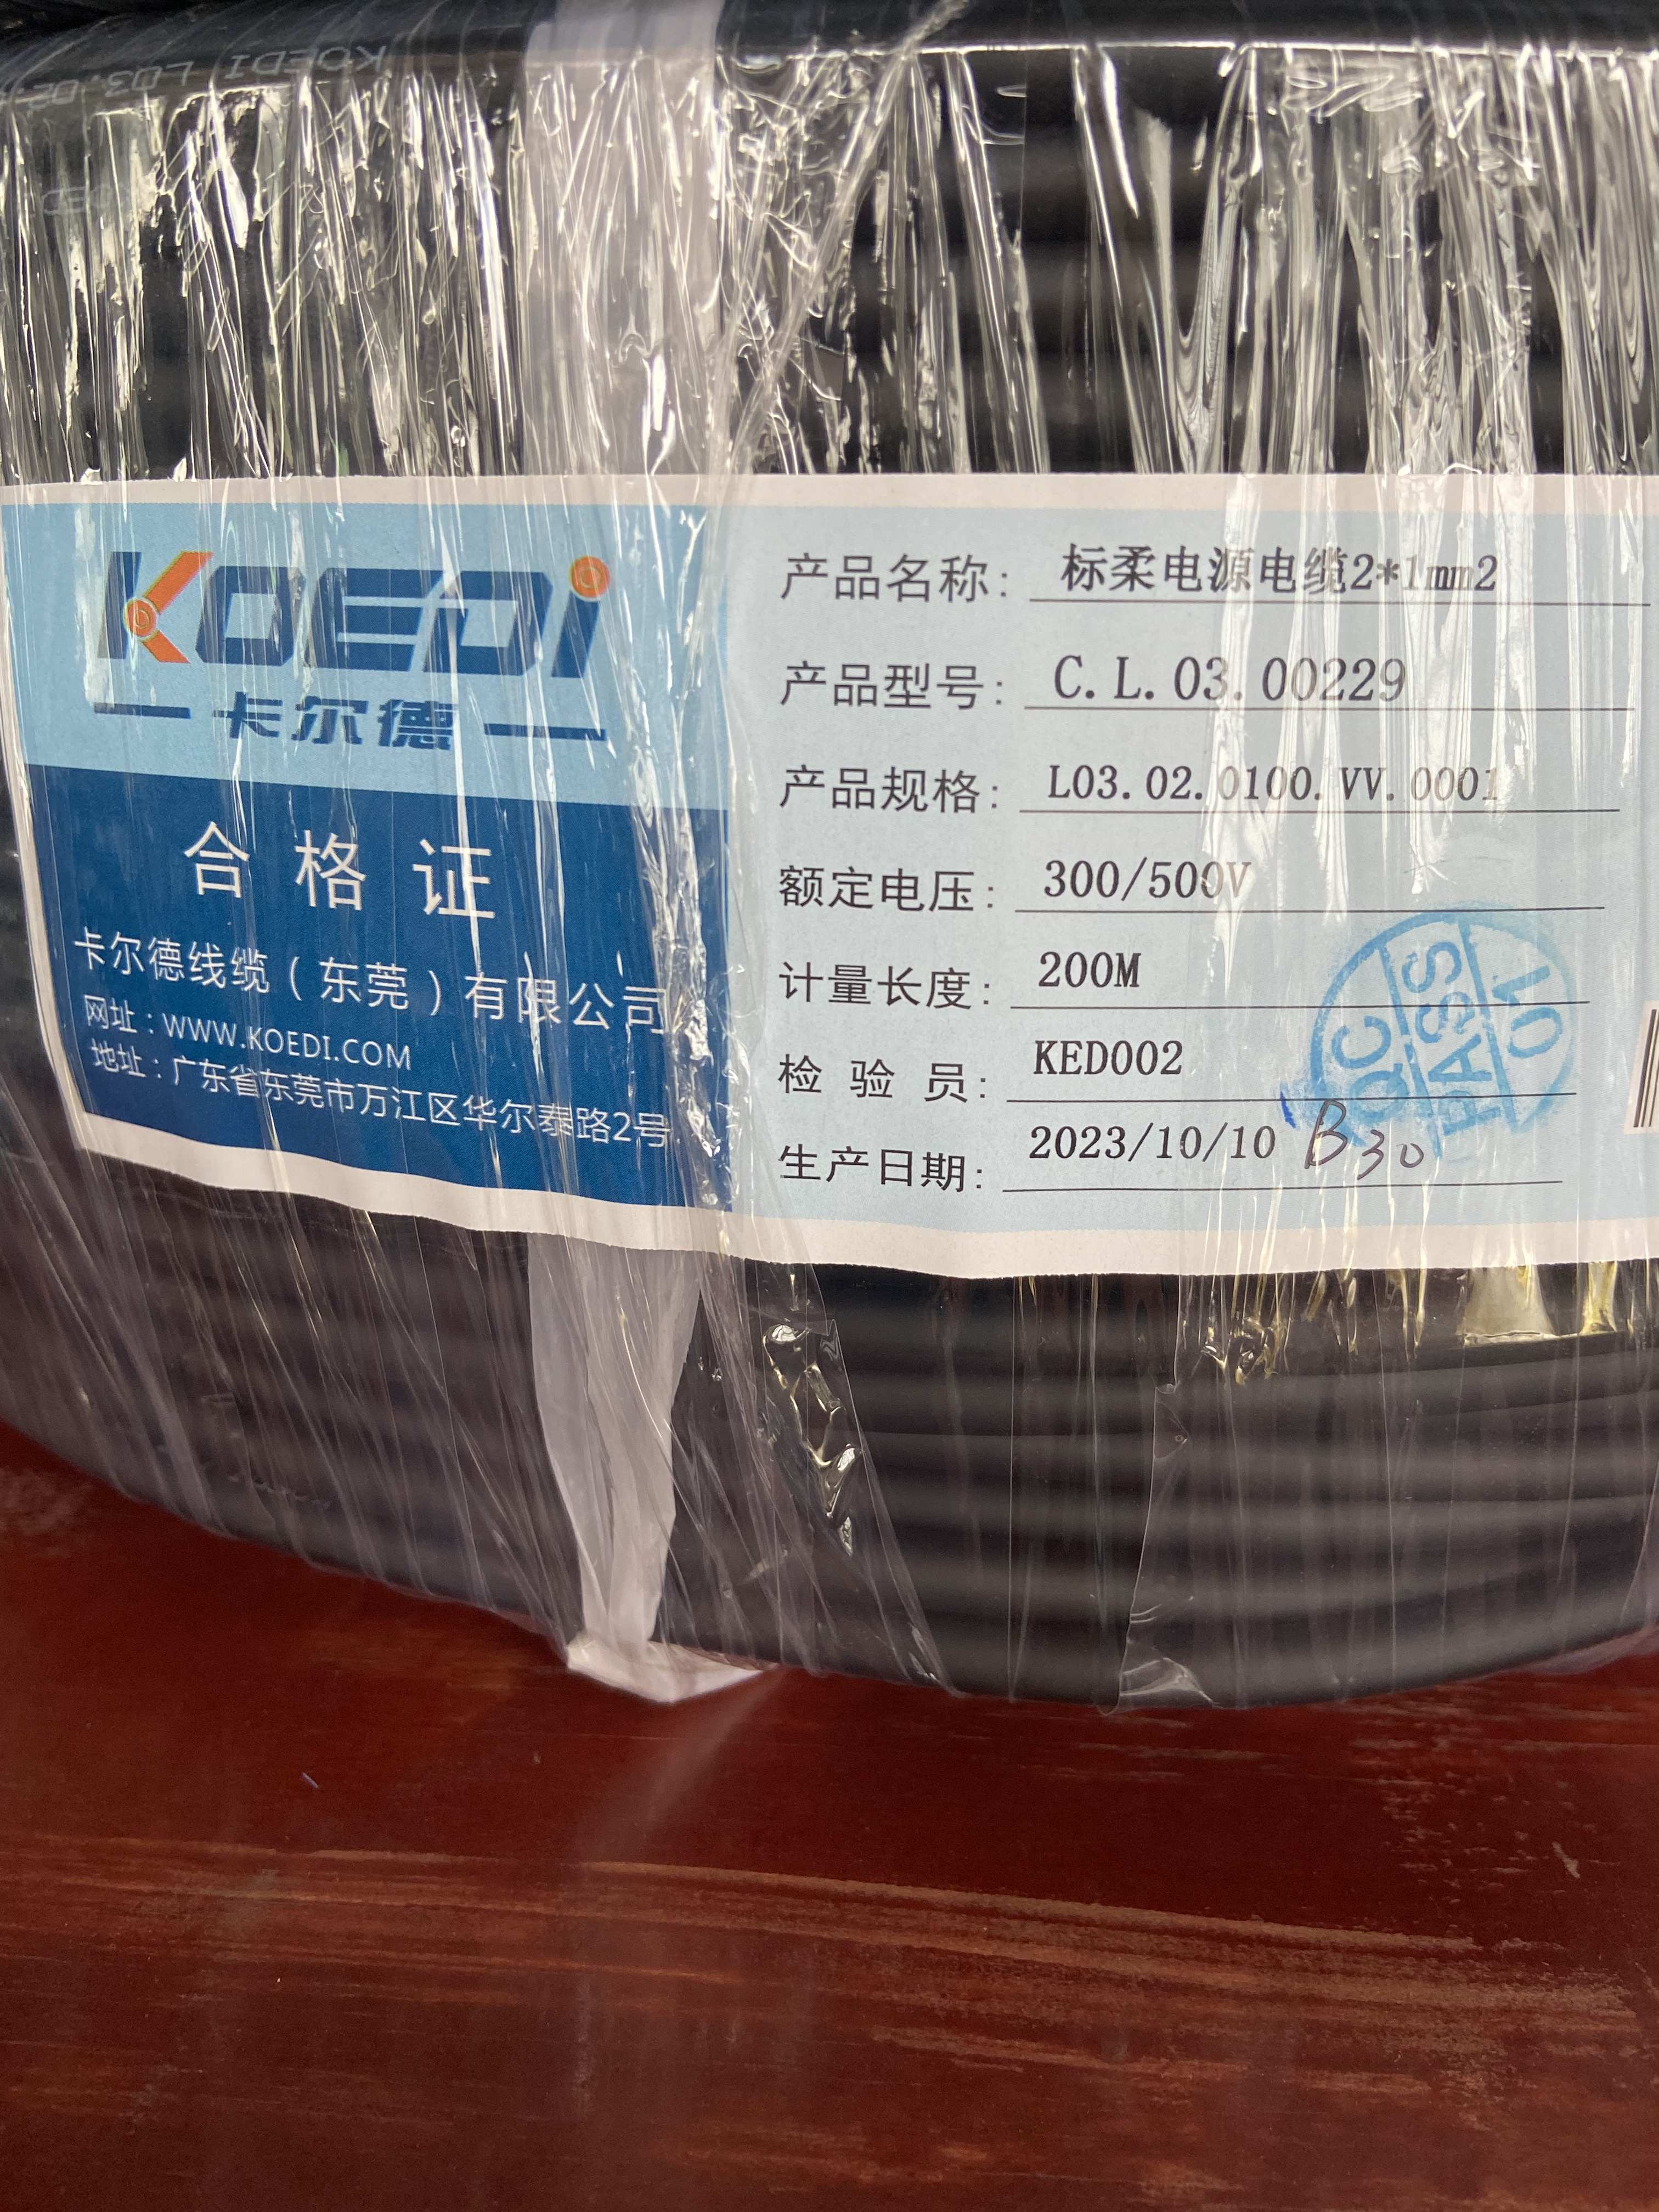 KOEDI L03.02
KOEDI
卡尔德
合格证
卡尔德线缆（东莞）有限公司
网址：WWW.KOEDI.COM
地址：广东省东莞市万江区华尔泰路2号
产品名称： 标柔电源电缆2*1mm2
产品型号： C.L.03.00229
产品规格： L03.02.0100.VV.0001
额定电压： 300/500V
计量长度： 200M
检验员： KED002
生产日期： 2023/10/10 B30
QC
PASS
01